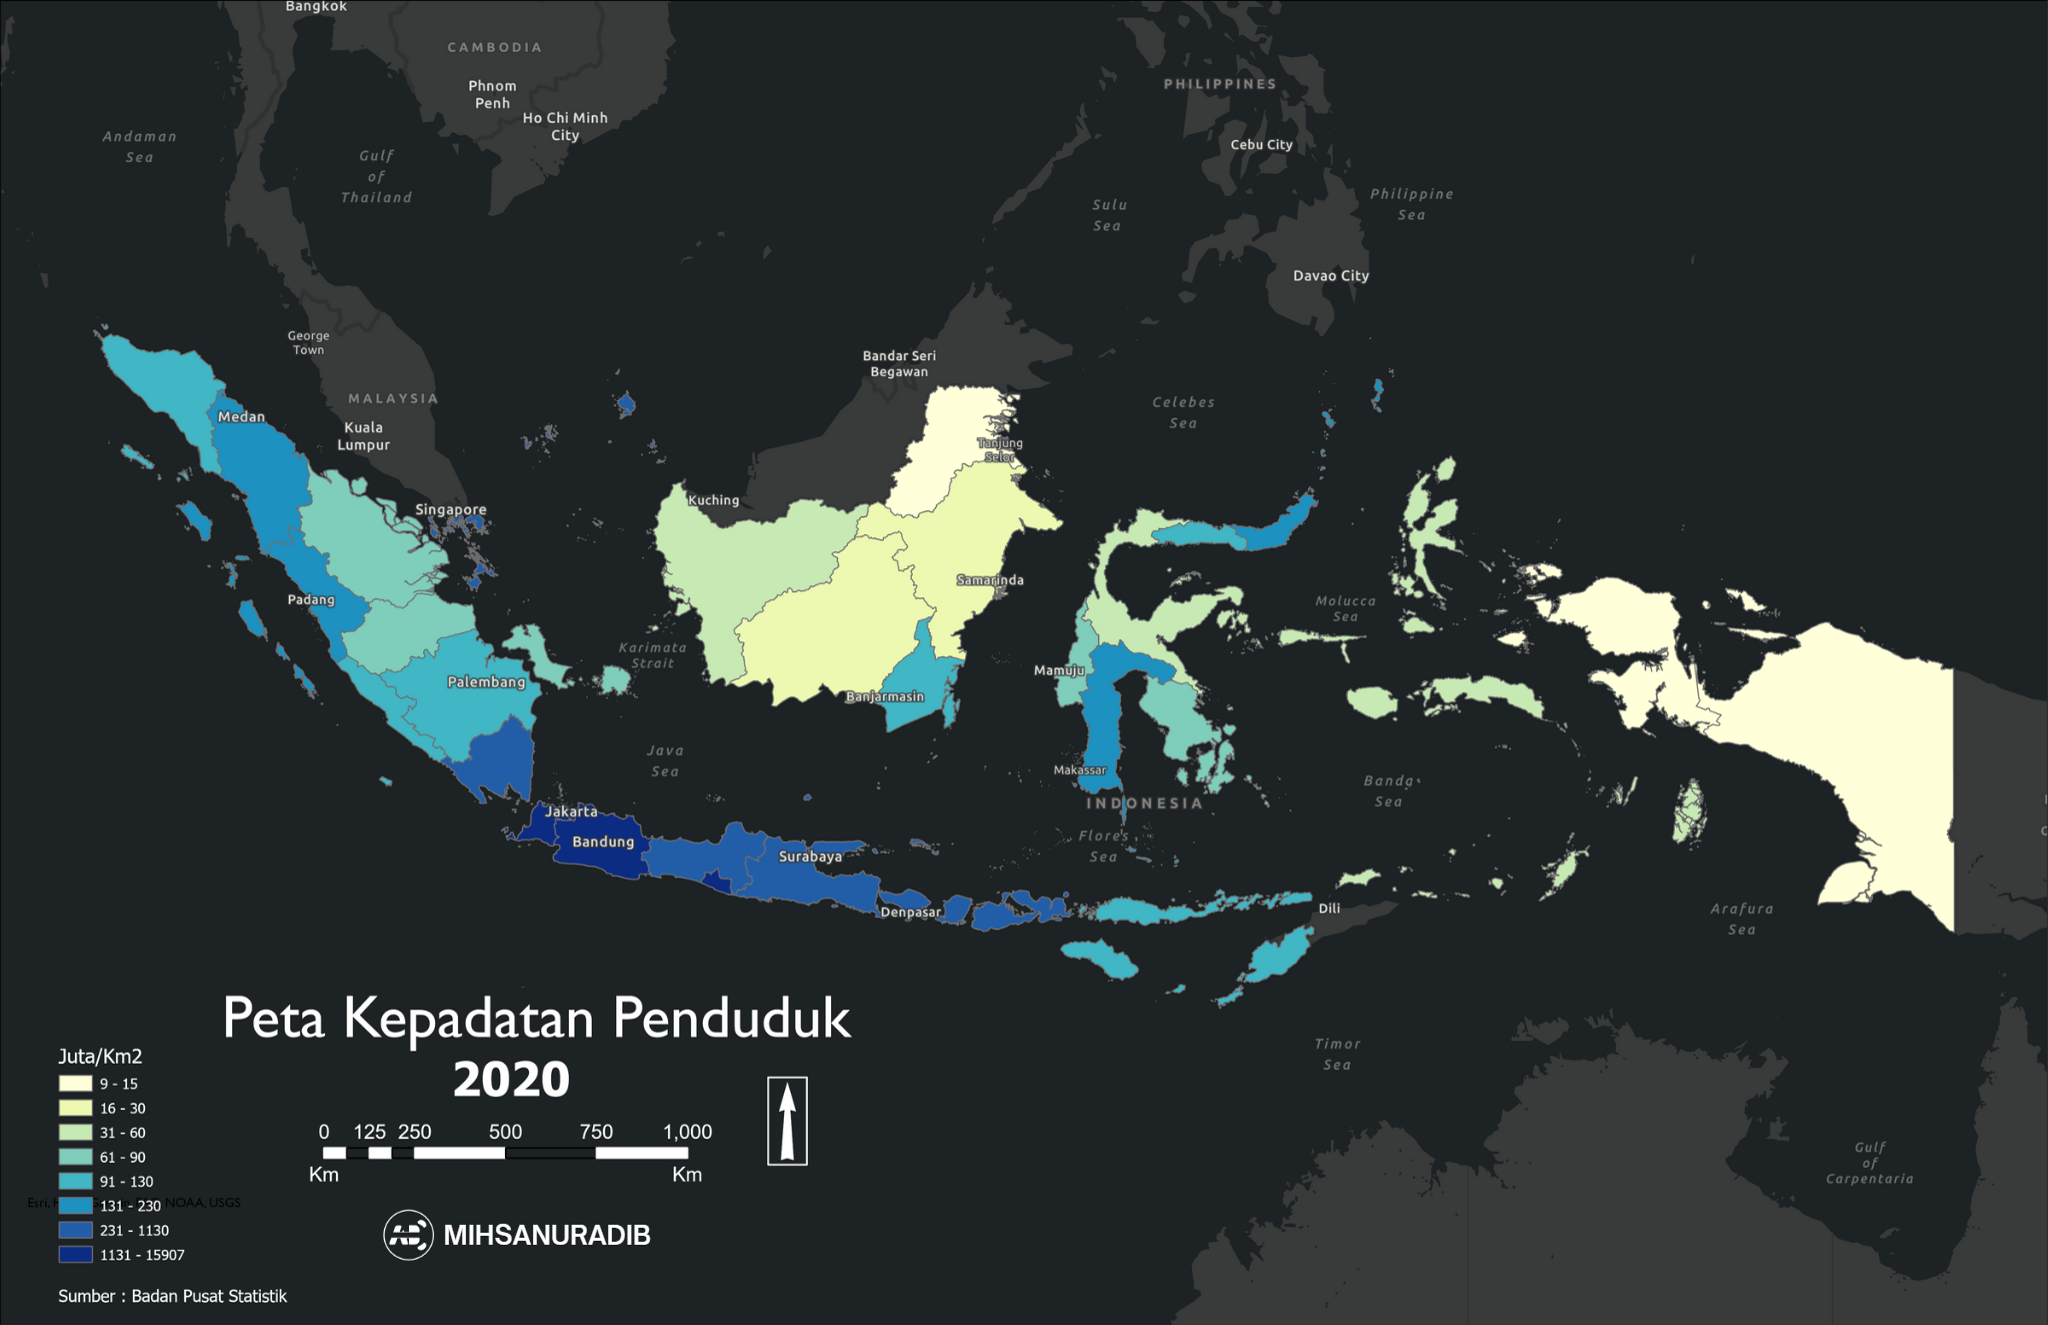 Bangkok
CAMBODIA
Phnom
Penh
Ho Chi Minh
City
PHILIPPINES
Cebu City
Andaman
Sea
Gulf
of
Thailand
Sulu
Sea
Philippine
Sea
Davao City
George
Town
MALAYSIA
Kuala
Lumpur
Medan
Bandar Seri
Begawan
Celebes
Sea
Tanjung
Selor
Kuching
Singapore
Samarinda
Padang
Molucca
Sea
Karimata
Strait
Palembang
Mamuju
Banjarmasin
Java
Sea
Makassar
INDONESIA
Banda
Sea
Jakarta
Bandung
Surabaya
Flores
Sea
Denpasar
Dili
Arafura
Sea
Timor
Sea
Gulf
of
Carpentaria
Peta Kepadatan Penduduk
2020
Juta/Km2
9 - 15
16 - 30
31 - 60
61 - 90
91 - 130
131 - 230
231 - 1130
1131 - 15907
Esri, NOAA, USGS
0 125 250 500 750 1,000
Km Km
MIHSANURADIB
Sumber : Badan Pusat Statistik